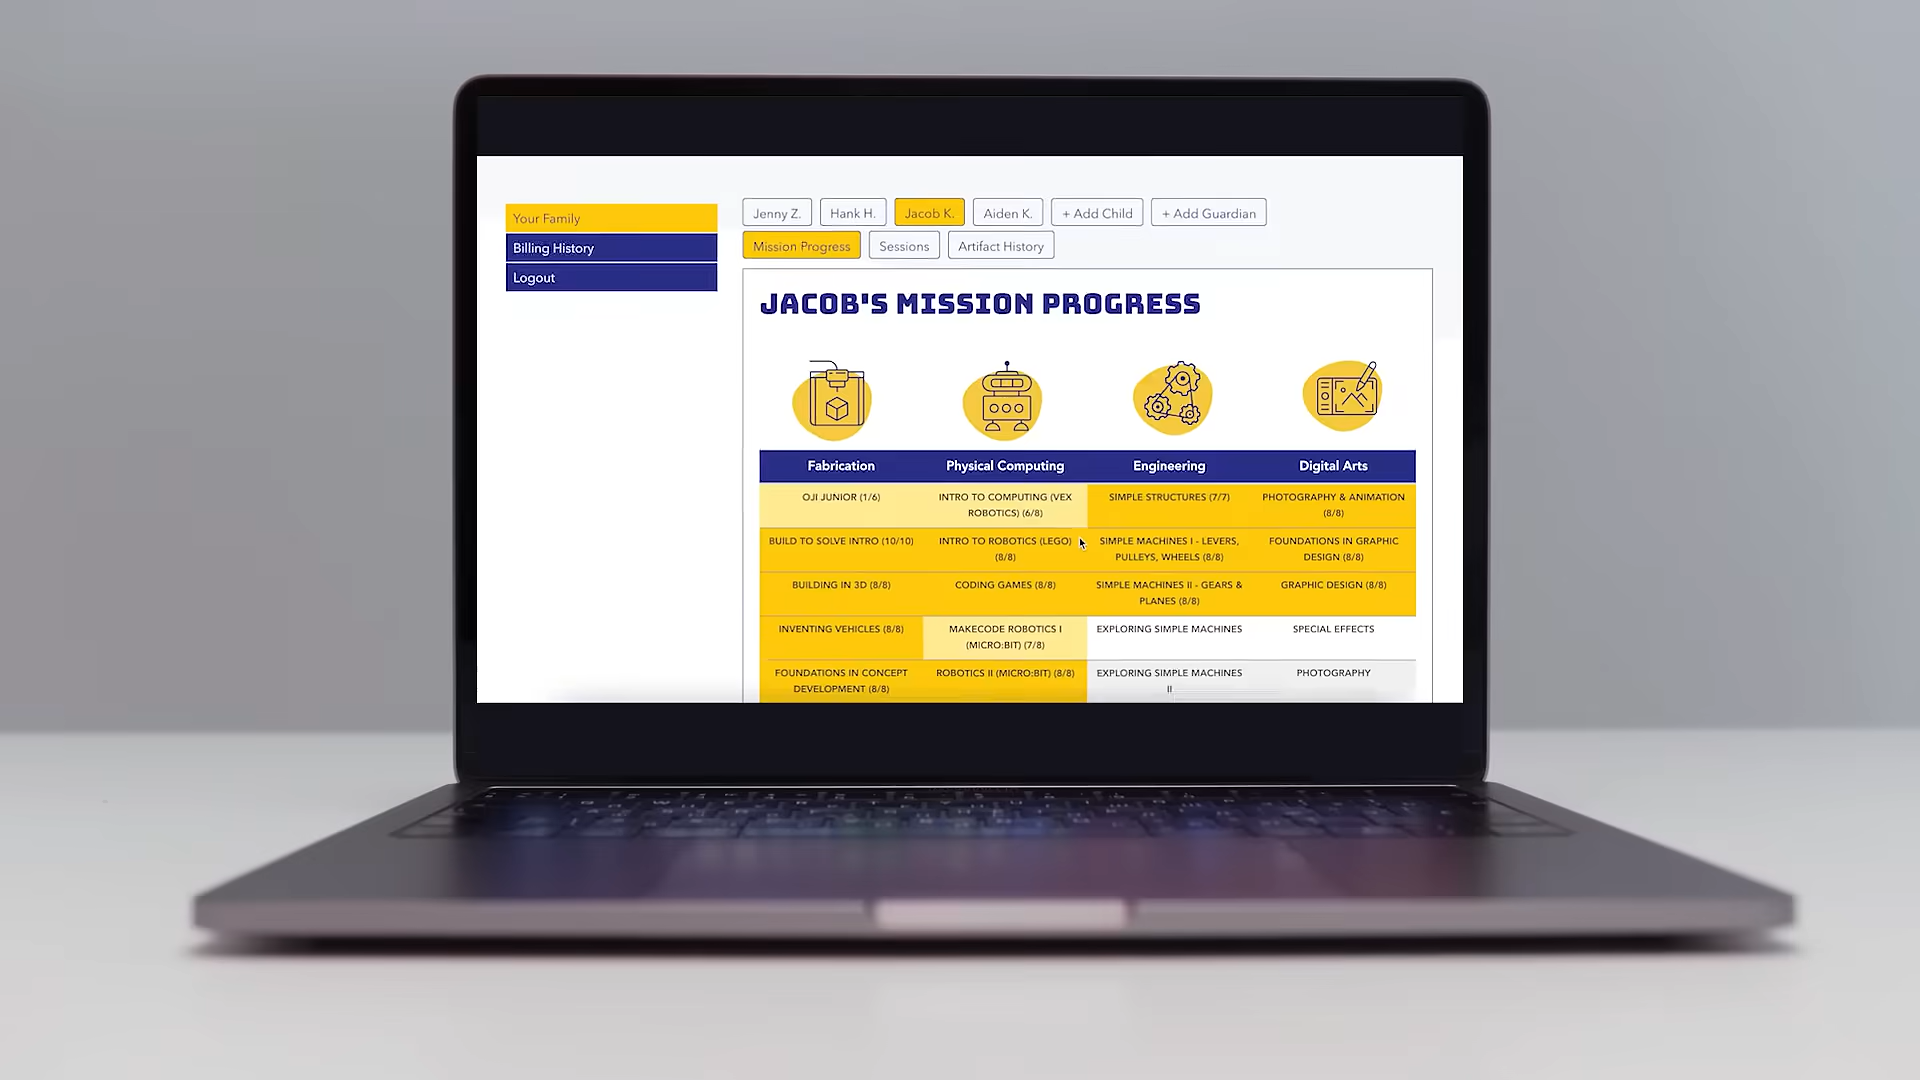 Your Family
Billing History
Logout
Jenny Z.
Hank H.
Jacob K.
Aiden K.
+ Add Child
+ Add Guardian
Mission Progress
Sessions
Artifact History
JACOB'S MISSION PROGRESS
Fabrication
Physical Computing
Engineering
Digital Arts
OJI JUNIOR (1/6)
INTRO TO COMPUTING (VEX
ROBOTICS) (6/8)
SIMPLE STRUCTURES (7/7)
PHOTOGRAPHY & ANIMATION
(8/8)
BUILD TO SOLVE INTRO (10/10)
INTRO TO ROBOTICS (LEGO)
(8/8)
SIMPLE MACHINES I - LEVERS,
PULLEYS, WHEELS (8/8)
FOUNDATIONS IN GRAPHIC
DESIGN (8/8)
BUILDING IN 3D (8/8)
CODING GAMES (8/8)
SIMPLE MACHINES II - GEARS &
PLANES (8/8)
GRAPHIC DESIGN (8/8)
INVENTING VEHICLES (8/8)
MAKECODE ROBOTICS I
(MICRO:BIT) (7/8)
EXPLORING SIMPLE MACHINES
SPECIAL EFFECTS
FOUNDATIONS IN CONCEPT
DEVELOPMENT (8/8)
ROBOTICS II (MICRO:BIT) (8/8)
EXPLORING SIMPLE MACHINES
II
PHOTOGRAPHY